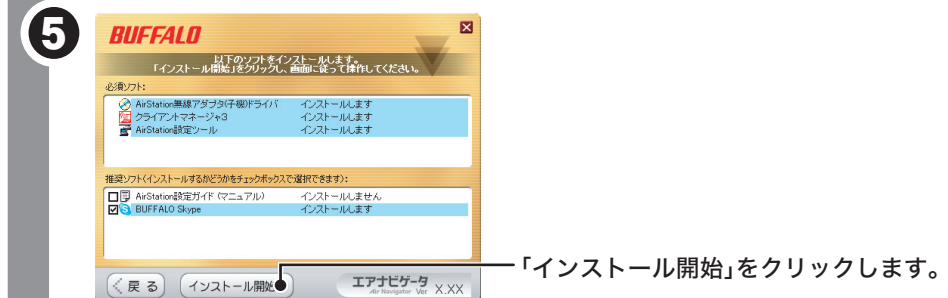 5
BUFFALO
以下のソフトをインストールします。
「インストール開始」をクリックし、画面に従って操作してください。
必須ソフト:
AirStation無線アダプタ(子機)ドライバ インストールします
クライアントマネージャ3 インストールします
AirStation設定ツール インストールします
推奨ソフト(インストールするかどうかをチェックボックスで選択できます):
AirStation設定ガイド(マニュアル) インストールしません
BUFFALO Skype インストールします
戻る インストール開始 エアナビゲータ
Air Navigator Ver X.XX
「インストール開始」をクリックします。